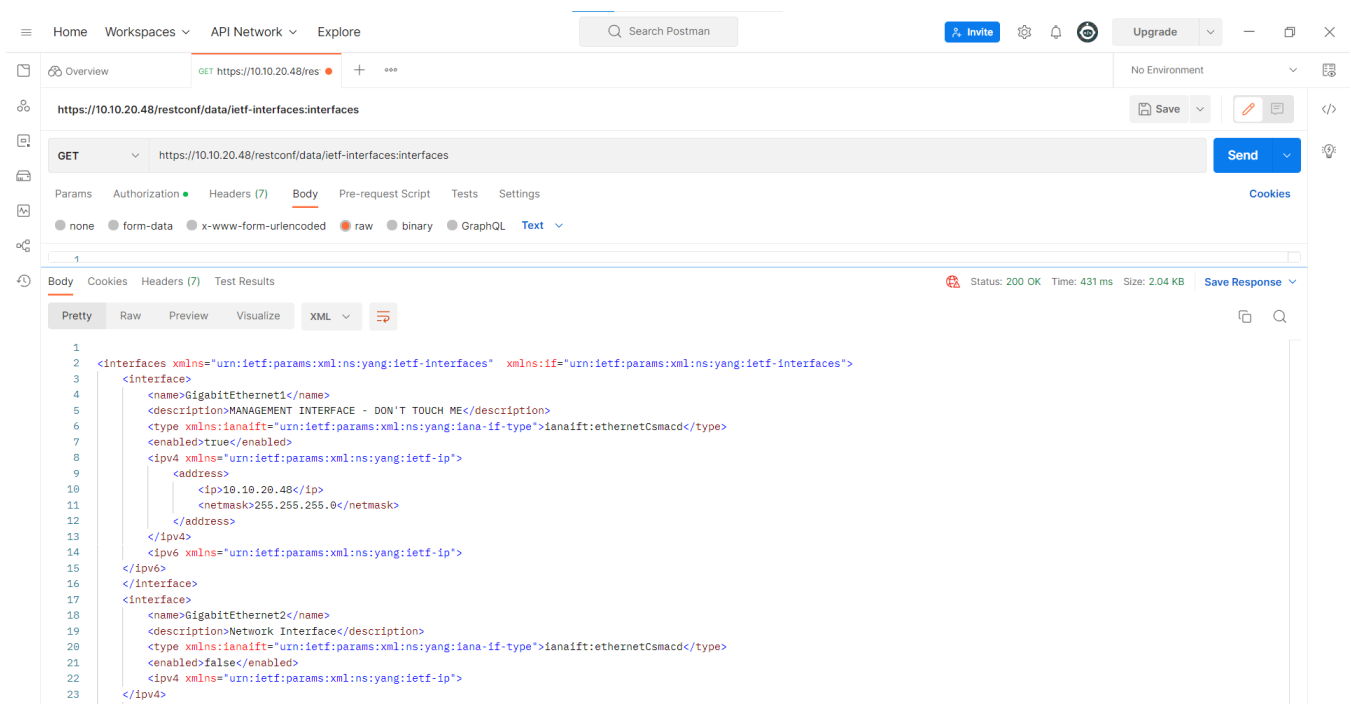 Home Workspaces API Network Explore Search Postman Invite Upgrade
Overview GET https://10.10.20.48/res No Environment
https://10.10.20.48/restconf/data/ietf-interfaces:interfaces Save
GET https://10.10.20.48/restconf/data/ietf-interfaces:interfaces Send
Params Authorization Headers (7) Body Pre-request Script Tests Settings Cookies
none form-data x-www-form-urlencoded raw binary GraphQL Text
1
Body Cookies Headers (7) Test Results Status: 200 OK Time: 431 ms Size: 2.04 KB Save Response
Pretty Raw Preview Visualize XML
1
2 <interfaces xmlns="urn:ietf:params:xml:ns:yang:ietf-interfaces" xmlns:if="urn:ietf:params:xml:ns:yang:ietf-interfaces">
3 <interface>
4 <name>GigabitEthernet1</name>
5 <description>MANAGEMENT INTERFACE - DON'T TOUCH ME</description>
6 <type xmlns:ianaift="urn:ietf:params:xml:ns:yang:iana-if-type">ianaift:ethernetCsmacd</type>
7 <enabled>true</enabled>
8 <ipv4 xmlns="urn:ietf:params:xml:ns:yang:ietf-ip">
9 <address>
10 <ip>10.10.20.48</ip>
11 <netmask>255.255.255.0</netmask>
12 </address>
13 </ipv4>
14 <ipv6 xmlns="urn:ietf:params:xml:ns:yang:ietf-ip">
15 </ipv6>
16 </interface>
17 <interface>
18 <name>GigabitEthernet2</name>
19 <description>Network Interface</description>
20 <type xmlns:ianaift="urn:ietf:params:xml:ns:yang:iana-if-type">ianaift:ethernetCsmacd</type>
21 <enabled>false</enabled>
22 <ipv4 xmlns="urn:ietf:params:xml:ns:yang:ietf-ip">
23 </ipv4>